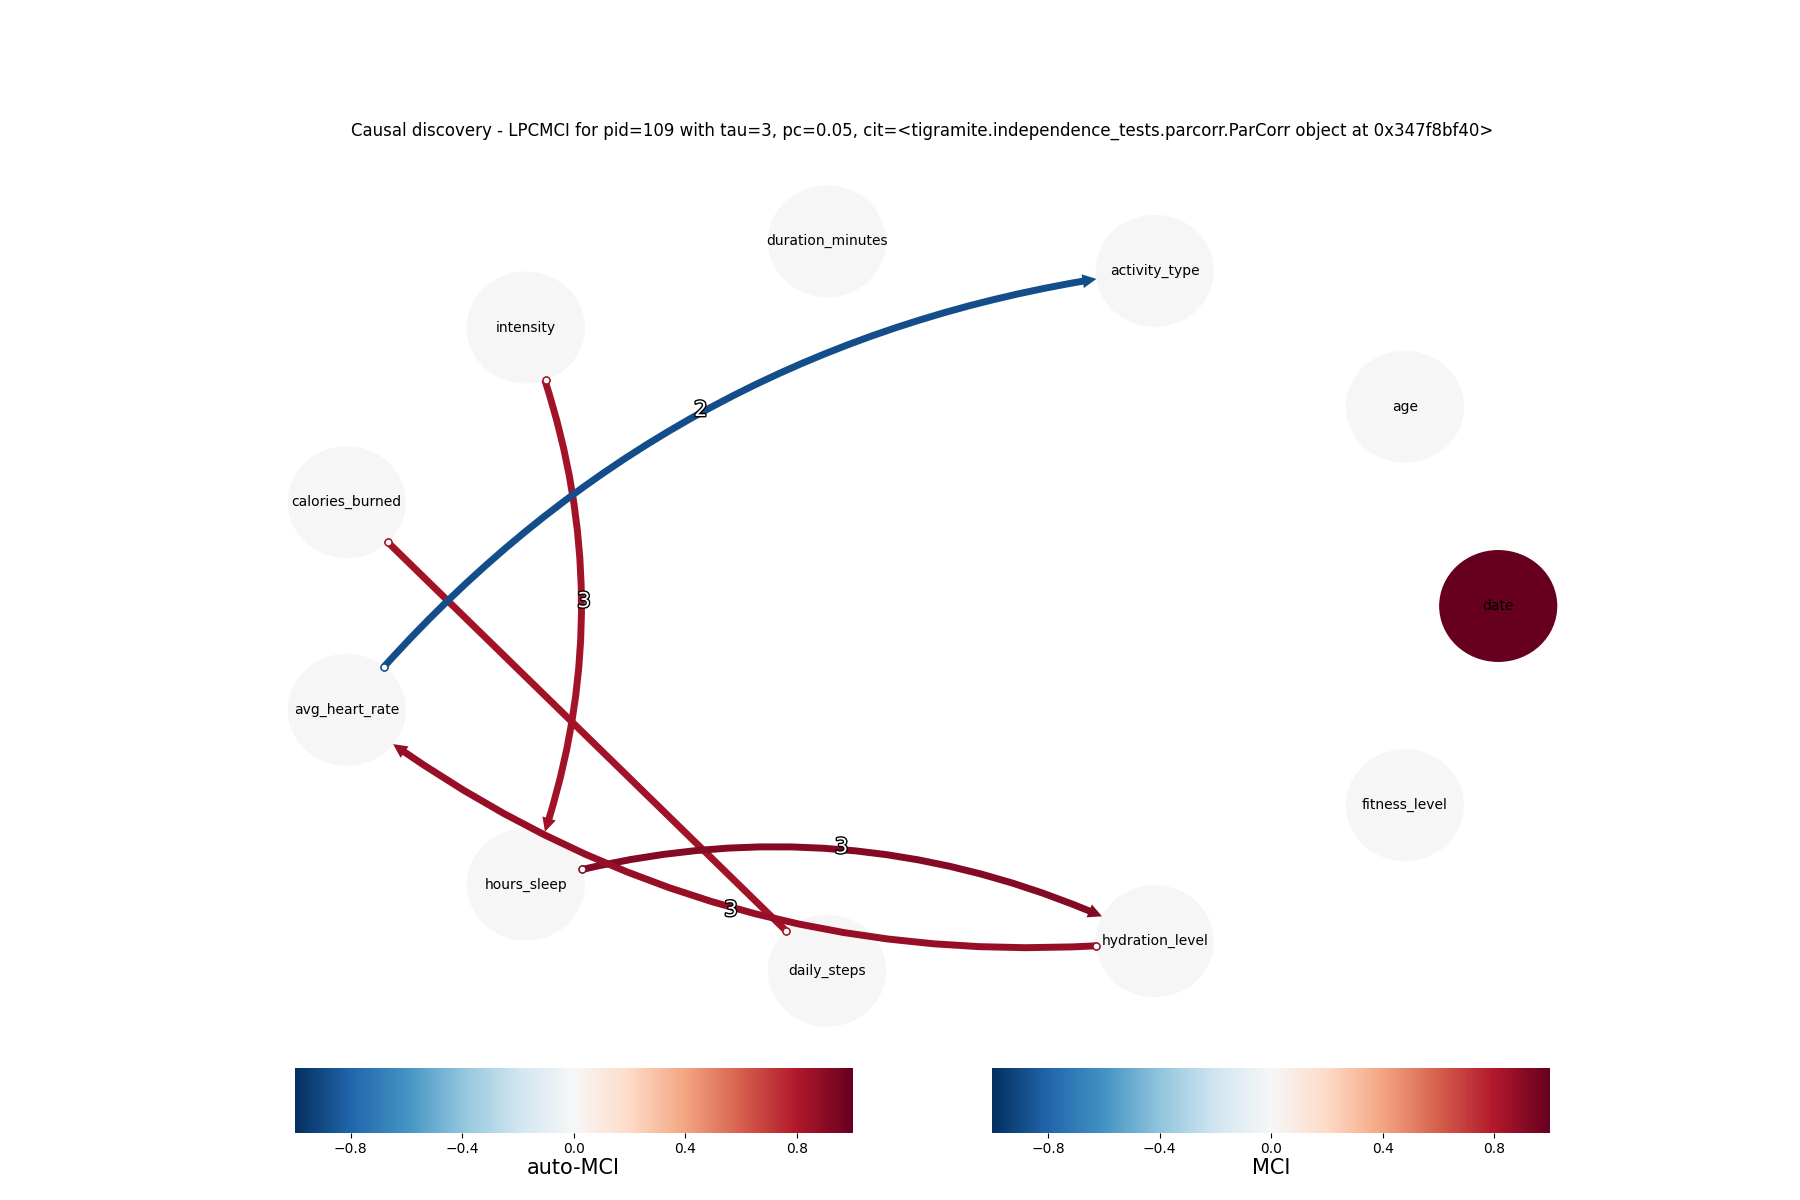 Causal discovery - LPCMCI for pid=109 with tau=3, pc=0.05, cit=<tigramite.independence_tests.parcorr.ParCorr object at 0x347f8bf40>
duration_minutes
activity_type
intensity
age
2
calories_burned
3
date
avg_heart_rate
fitness_level
3
hours_sleep
3
hydration_level
daily_steps
−0.8 −0.4 0.0 0.4 0.8
auto-MCI
−0.8 −0.4 0.0 0.4 0.8
MCI